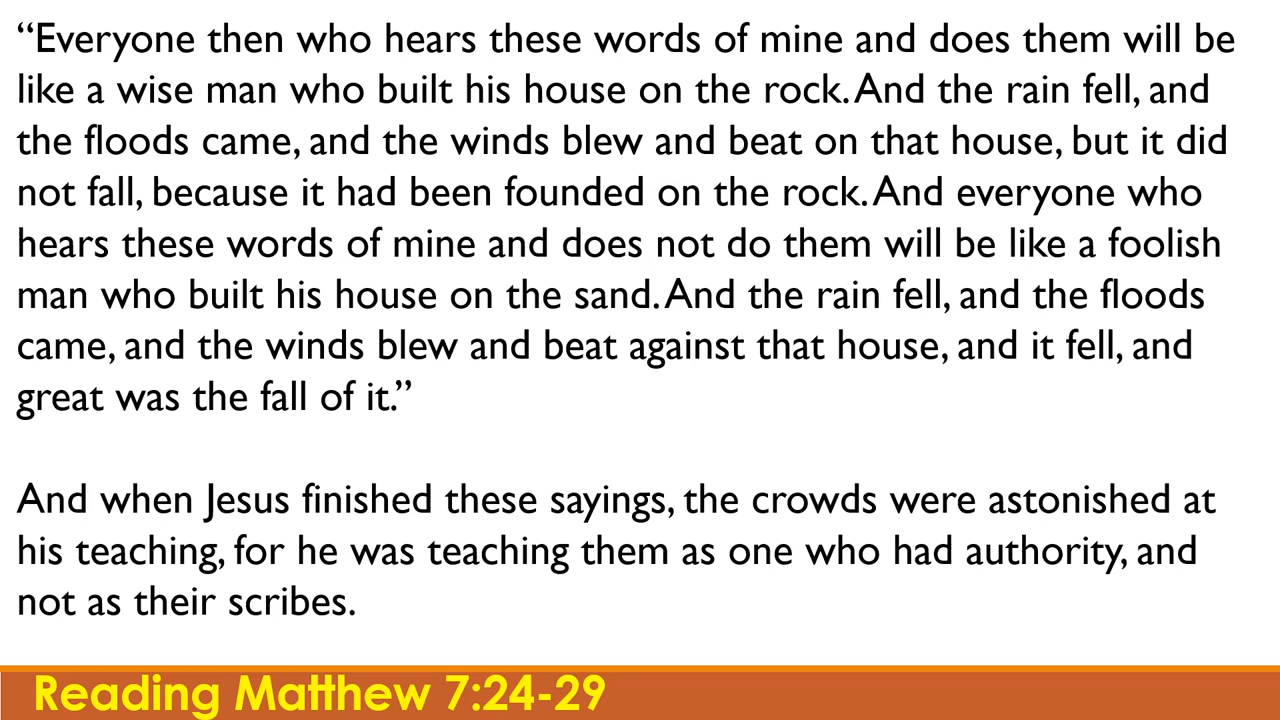 “Everyone then who hears these words of mine and does them will be
like a wise man who built his house on the rock. And the rain fell, and
the floods came, and the winds blew and beat on that house, but it did
not fall, because it had been founded on the rock. And everyone who
hears these words of mine and does not do them will be like a foolish
man who built his house on the sand. And the rain fell, and the floods
came, and the winds blew and beat against that house, and it fell, and
great was the fall of it.”
And when Jesus finished these sayings, the crowds were astonished at
his teaching, for he was teaching them as one who had authority, and
not as their scribes.
Reading Matthew 7:24-29